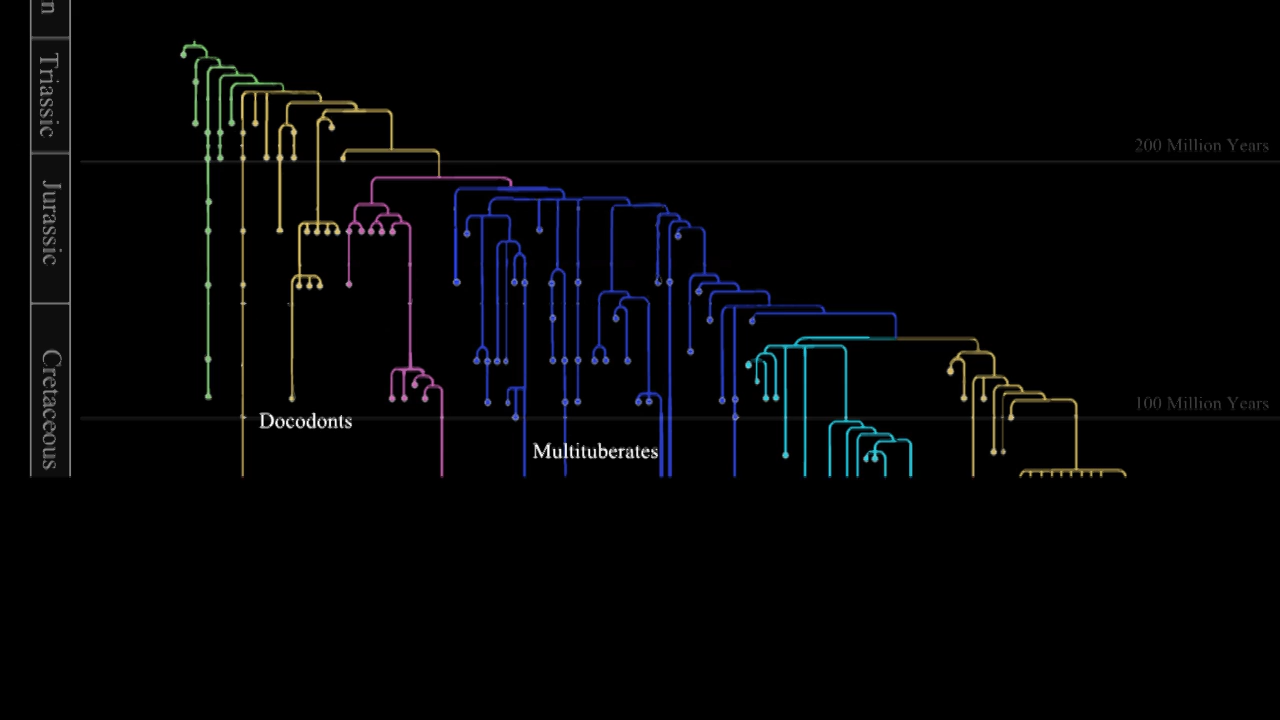 n
Triassic
200 Million Years
Jurassic
Cretaceous
100 Million Years
Docodonts
Multituberates